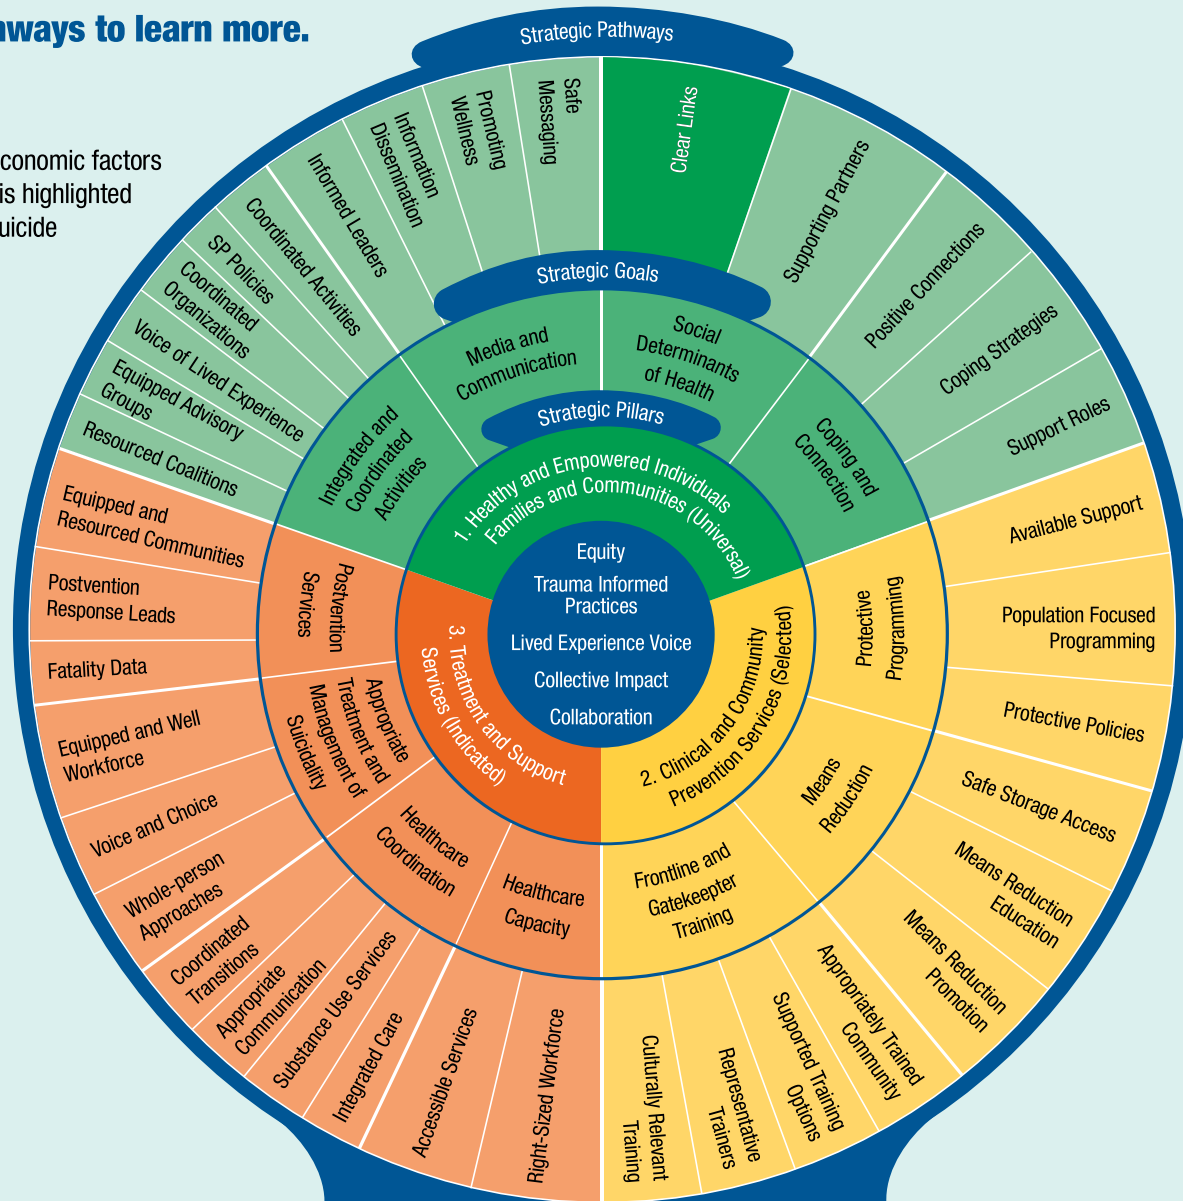 nways to learn more.
conomic factors
is highlighted
uicide
Strategic Pathways
Safe
Messaging
Promoting
Wellness
Information
Dissemination
Informed Leaders
Coordinated Activities
SP Policies
Coordinated
Organizations
Voice of Lived Experience
Equipped Advisory
Groups
Resourced Coalitions
Clear Links
Supporting Partners
Positive Connections
Coping Strategies
Support Roles
Strategic Goals
Media and
Communication
Social
Determinants
of Health
Integrated and
Coordinated
Activities
Coping and
Connection
Strategic Pillars
1. Healthy and Empowered Individuals
Families and Communities (Universal)
Equity
Trauma Informed
Practices
Lived Experience Voice
Collective Impact
Collaboration
2. Clinical and Community
Prevention Services (Selected)
3. Treatment and Support
Services (Indicated)
Protective
Programming
Means
Reduction
Frontline and
Gatekeeper
Training
Available Support
Population Focused
Programming
Protective Policies
Safe Storage Access
Means Reduction
Education
Means Reduction
Promotion
Appropriately Trained
Community
Supported Training
Options
Representative
Trainers
Culturally Relevant
Training
Postvention
Services
Appropriate
Treatment and
Management of
Suicidality
Healthcare
Coordination
Healthcare
Capacity
Equipped and
Resourced Communities
Postvention
Response Leads
Fatality Data
Equipped and Well
Workforce
Voice and Choice
Whole-person
Approaches
Coordinated
Transitions
Appropriate
Communication
Substance Use Services
Integrated Care
Accessible Services
Right-Sized Workforce